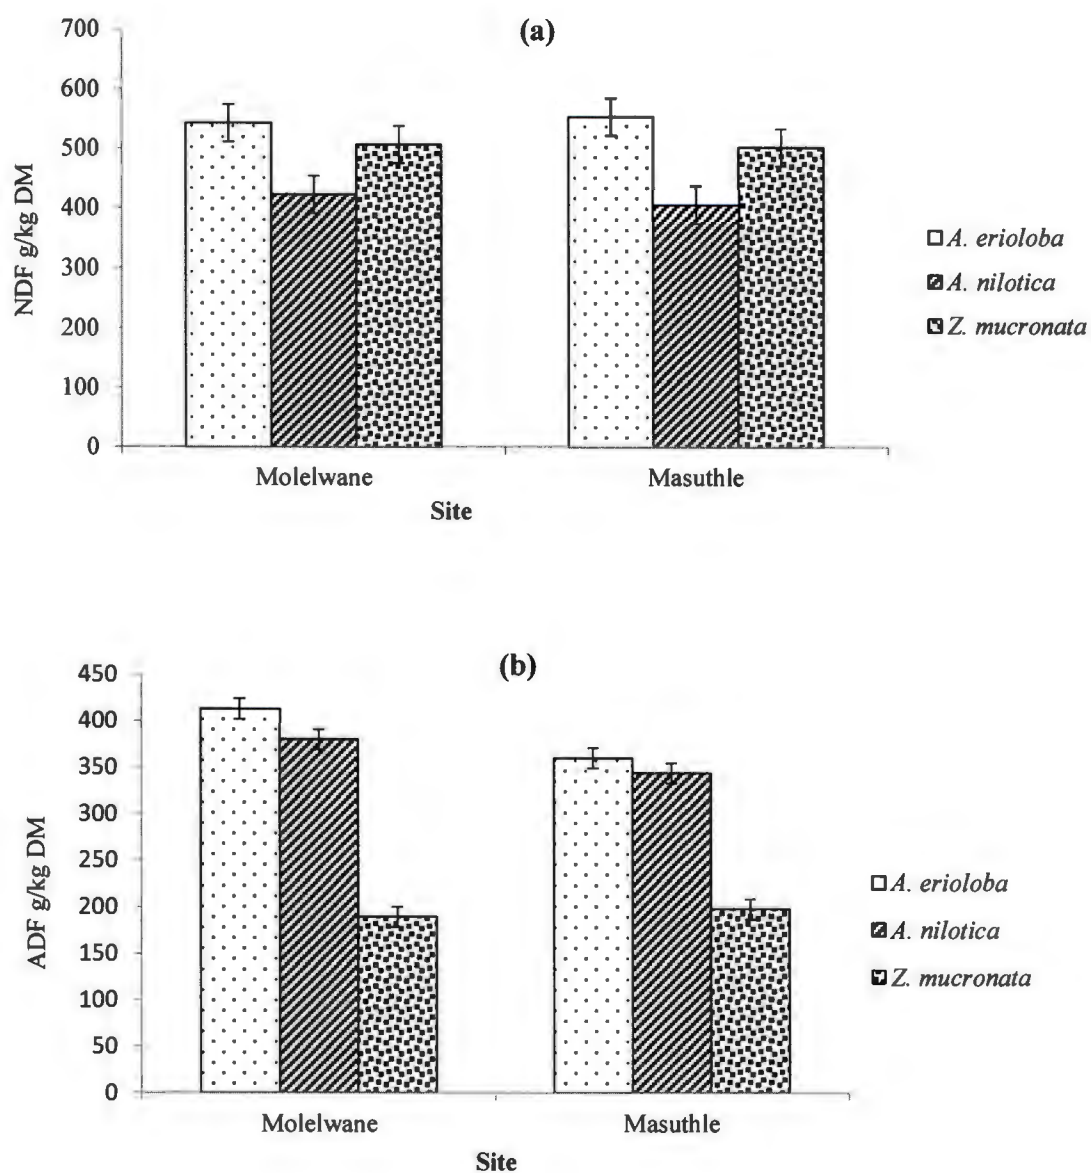 (a)
700
600
500
400
300
200
100
0
NDF g/kg DM
Molelwane
Masuthle
Site
A. erioloba
A. nilotica
Z. mucronata
(b)
450
400
350
300
250
200
150
100
50
0
ADF g/kg DM
Molelwane
Masuthle
Site
A. erioloba
A. nilotica
Z. mucronata